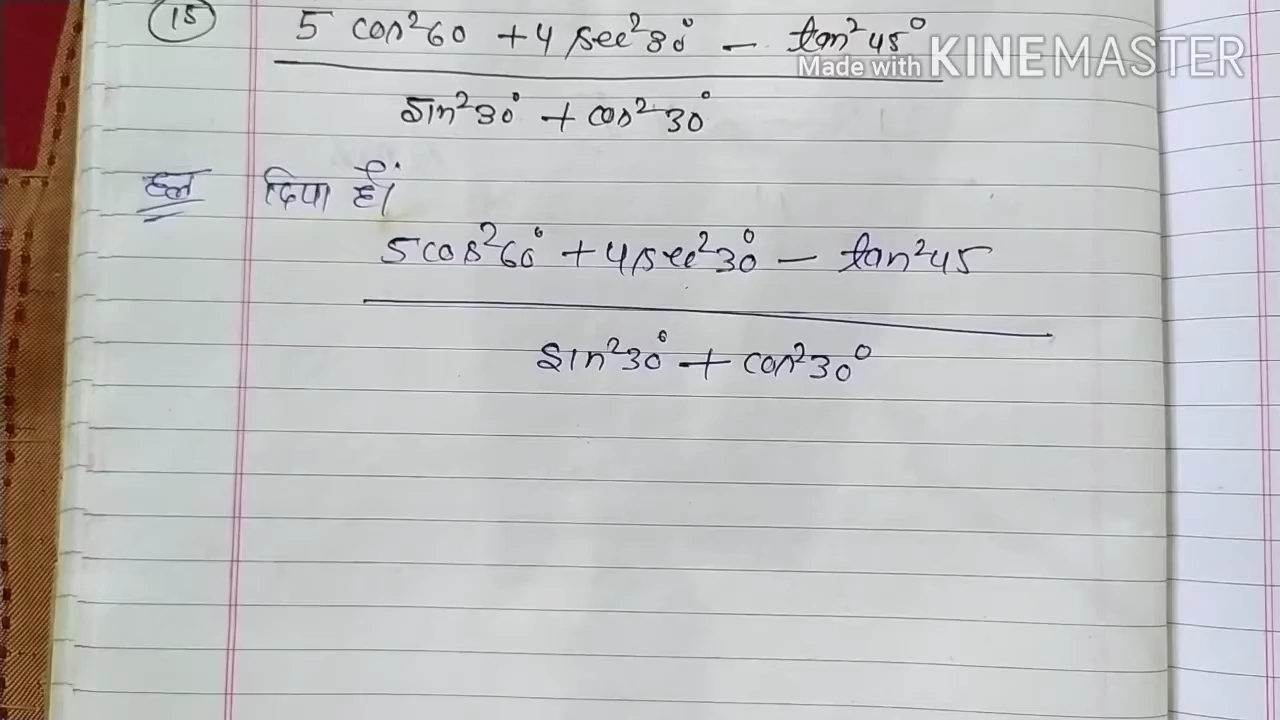 (15) 5 cos²60 + 4 sec²30° - tan²45°
Made with KINEMASTER
sin²30° + cos²30°
हल दिया है।
5cos²60° + 4sec²30° - tan²45
sin²30° + cos²30°